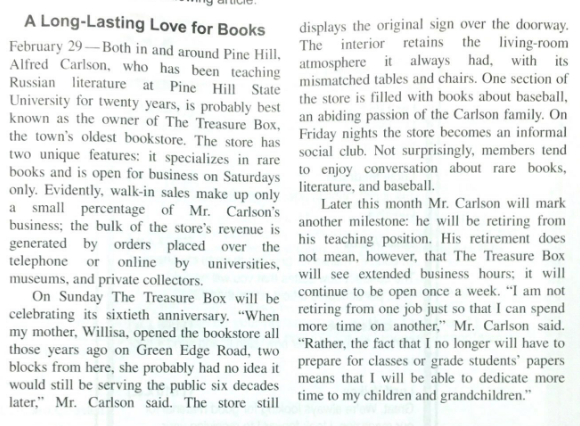 article.
A Long-Lasting Love for Books
February 29 — Both in and around Pine Hill,
Alfred Carlson, who has been teaching
Russian literature at Pine Hill State
University for twenty years, is probably best
known as the owner of The Treasure Box,
the town's oldest bookstore. The store has
two unique features: it specializes in rare
books and is open for business on Saturdays
only. Evidently, walk-in sales make up only
a small percentage of Mr. Carlson's
business; the bulk of the store's revenue is
generated by orders placed over the
telephone or online by universities,
museums, and private collectors.
On Sunday The Treasure Box will be
celebrating its sixtieth anniversary. “When
my mother, Willisa, opened the bookstore all
those years ago on Green Edge Road, two
blocks from here, she probably had no idea it
would still be serving the public six decades
later,” Mr. Carlson said. The store still
displays the original sign over the doorway.
The interior retains the living-room
atmosphere it always had, with its
mismatched tables and chairs. One section of
the store is filled with books about baseball,
an abiding passion of the Carlson family. On
Friday nights the store becomes an informal
social club. Not surprisingly, members tend
to enjoy conversation about rare books,
literature, and baseball.
Later this month Mr. Carlson will mark
another milestone: he will be retiring from
his teaching position. His retirement does
not mean, however, that The Treasure Box
will see extended business hours; it will
continue to be open once a week. “I am not
retiring from one job just so that I can spend
more time on another,” Mr. Carlson said.
“Rather, the fact that I no longer will have to
prepare for classes or grade students' papers
means that I will be able to dedicate more
time to my children and grandchildren.”